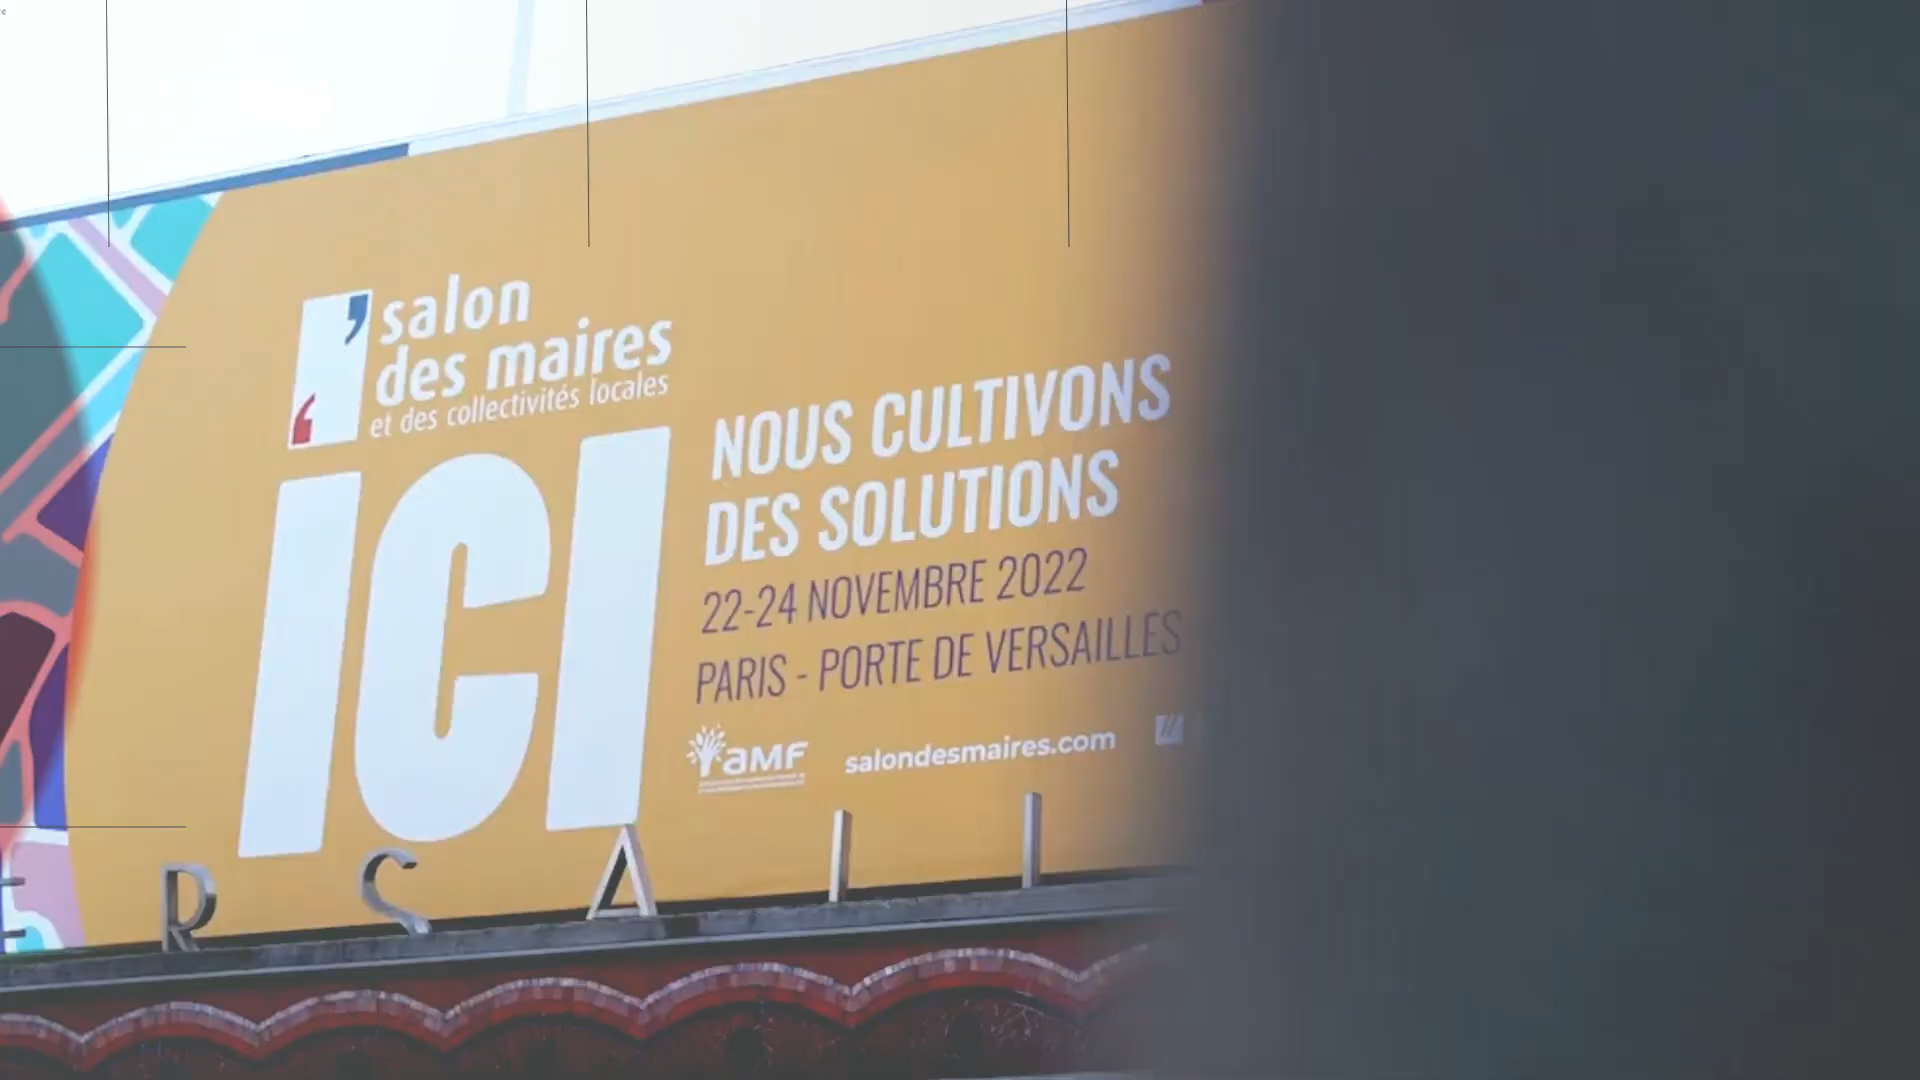 salon
des maires
et des collectivités locales
ici
NOUS CULTIVONS
DES SOLUTIONS
22-24 NOVEMBRE 2022
PARIS - PORTE DE VERSAILLES
AMF
salondesmaires.com
ERSAIL